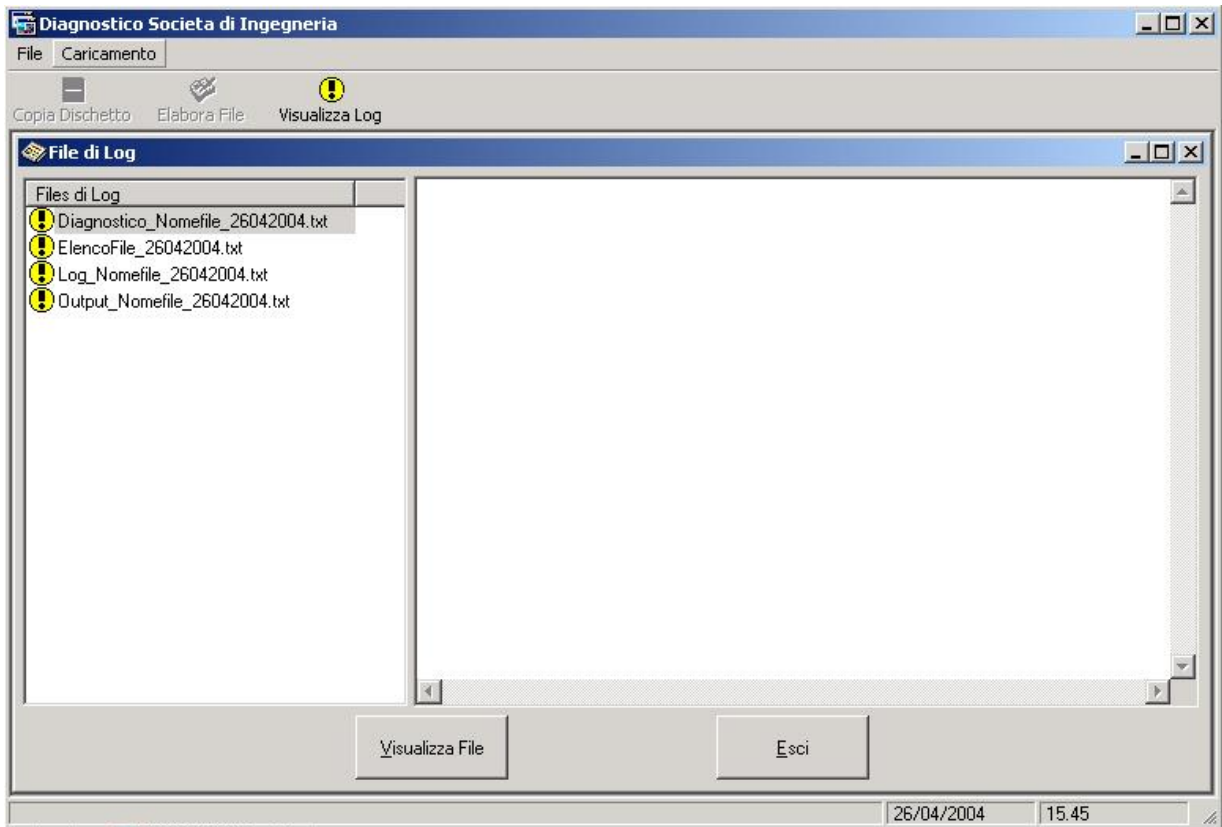 Diagnostico Societa di Ingegneria
File Caricamento
Copia Dischetto Elabora File Visualizza Log
File di Log
Files di Log
Diagnostico_Nomefile_26042004.txt
ElencoFile_26042004.txt
Log_Nomefile_26042004.txt
Output_Nomefile_26042004.txt
Visualizza File Esci
26/04/2004 15.45